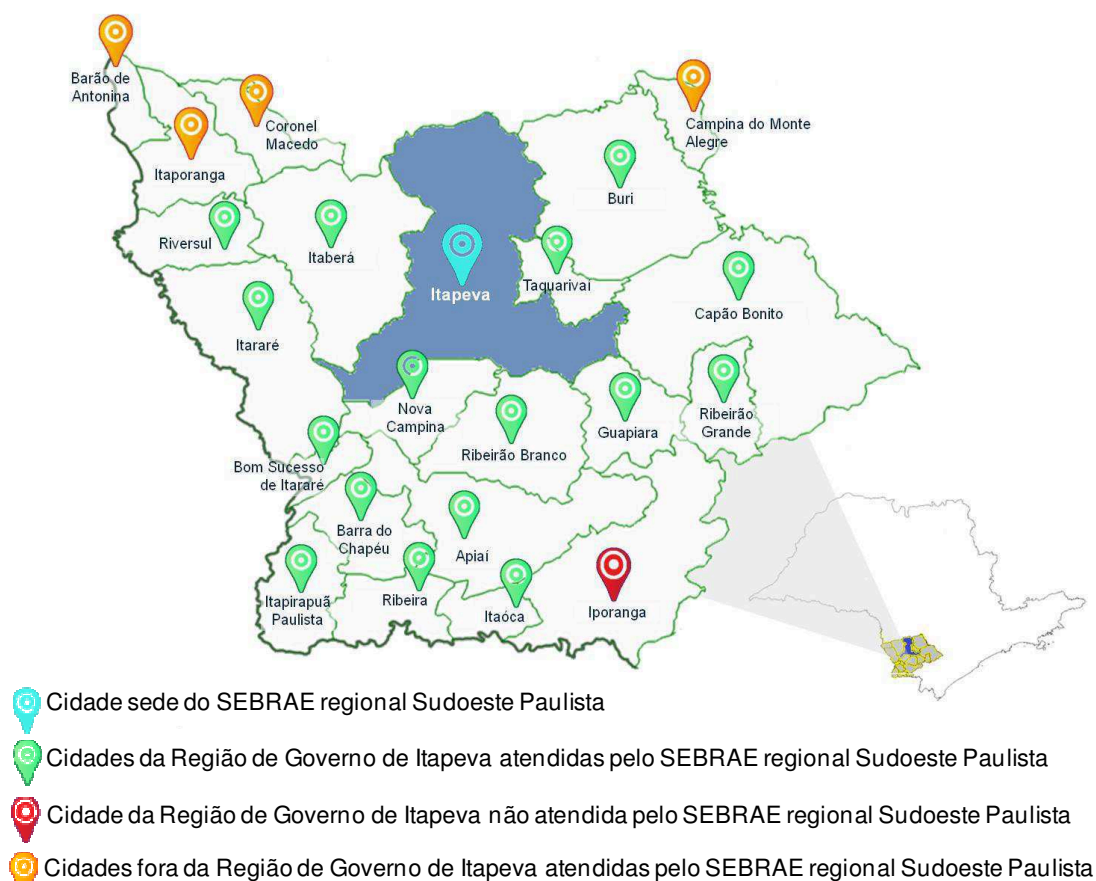 Barão de
Antonina
Coronel
Macedo
Campina do Monte
Alegre
Itaporanga
Buri
Riversul
Itaberá
Itapeva
Taquarivaí
Capão Bonito
Itararé
Nova
Campina
Ribeirão Branco
Guapiara
Ribeirão
Grande
Bom Sucesso
de Itararé
Barra do
Chapéu
Apiaí
Itapirapuã
Paulista
Ribeira
Itaóca
Iporanga
Cidade sede do SEBRAE regional Sudoeste Paulista
Cidades da Região de Governo de Itapeva atendidas pelo SEBRAE regional Sudoeste Paulista
Cidade da Região de Governo de Itapeva não atendida pelo SEBRAE regional Sudoeste Paulista
Cidades fora da Região de Governo de Itapeva atendidas pelo SEBRAE regional Sudoeste Paulista